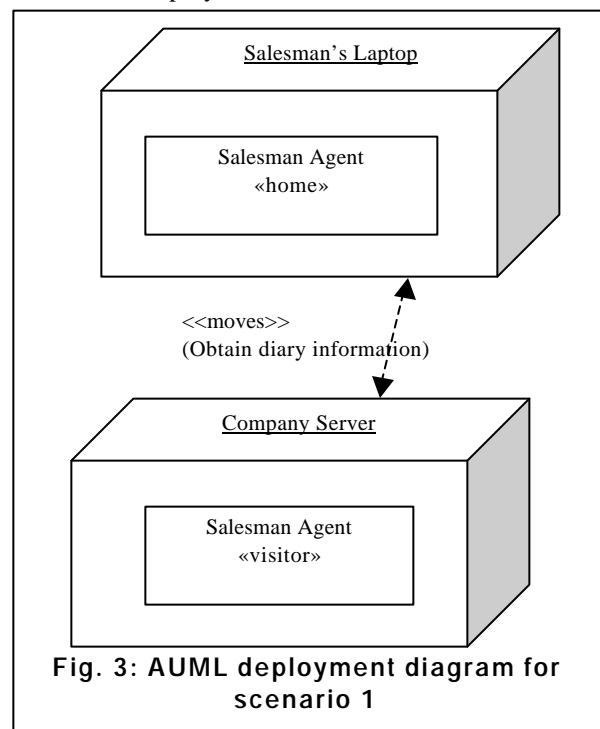 Salesman's Laptop
Salesman Agent
«home»
<<moves>>
(Obtain diary information)
Company Server
Salesman Agent
«visitor»
Fig. 3: AUML deployment diagram for
scenario 1